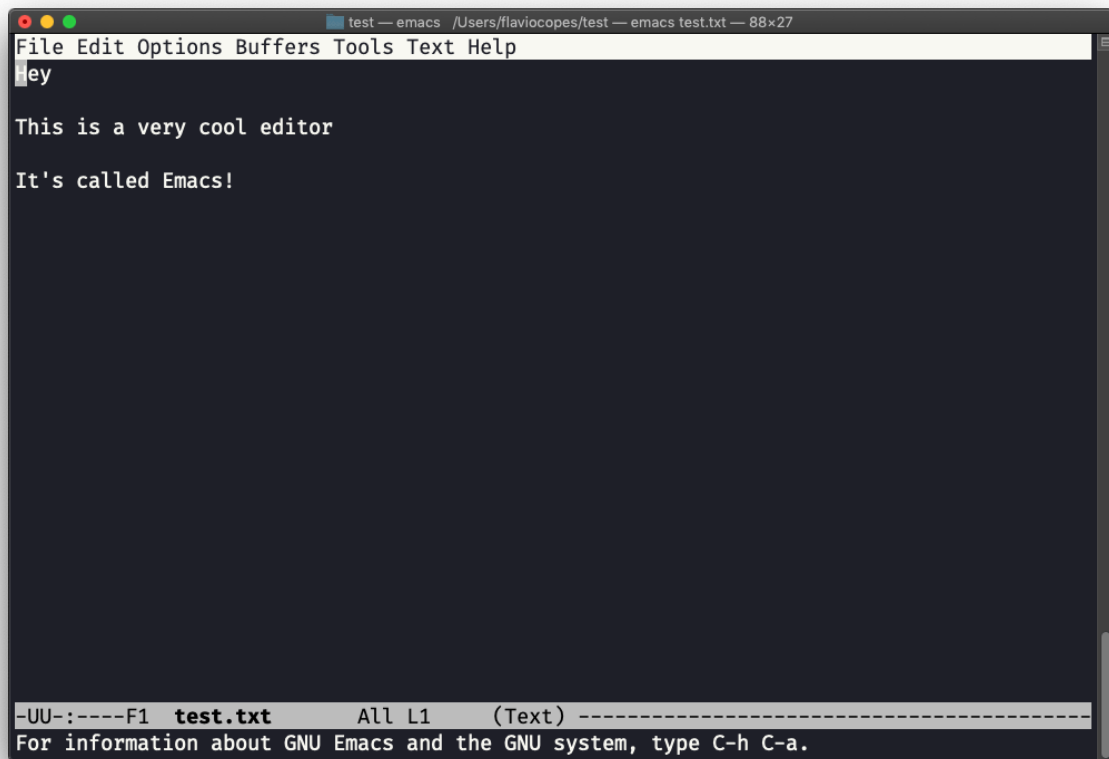 test — emacs /Users/flaviocopes/test — emacs test.txt — 88×27
File Edit Options Buffers Tools Text Help
Hey
This is a very cool editor
It's called Emacs!
-UU-:----F1  test.txt       All L1     (Text) ------------------------------------------
For information about GNU Emacs and the GNU system, type C-h C-a.